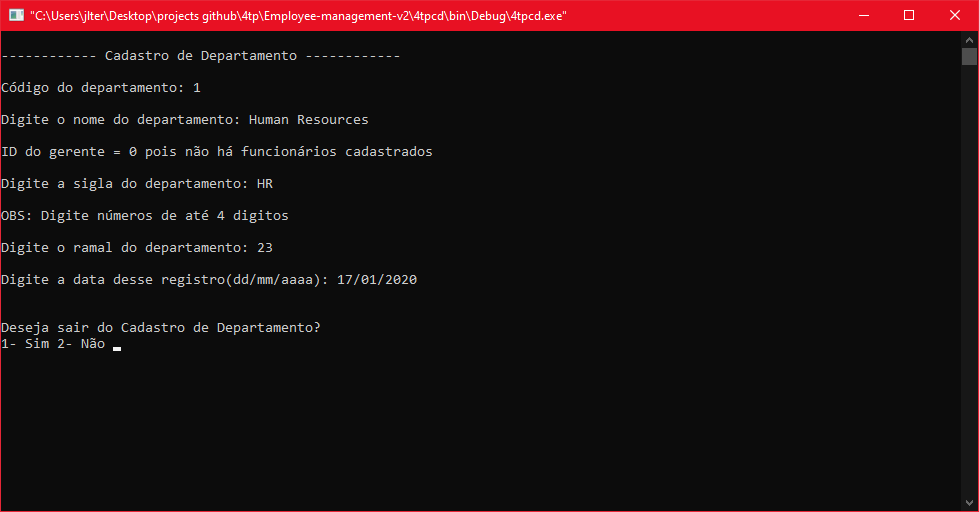 "C:\Users\jlter\Desktop\projects github\4tp\Employee-management-v2\4tpcd\bin\Debug\4tpcd.exe"
------------ Cadastro de Departamento ------------
Código do departamento: 1
Digite o nome do departamento: Human Resources
ID do gerente = 0 pois não há funcionários cadastrados
Digite a sigla do departamento: HR
OBS: Digite números de até 4 digitos
Digite o ramal do departamento: 23
Digite a data desse registro(dd/mm/aaaa): 17/01/2020
Deseja sair do Cadastro de Departamento?
1- Sim 2- Não